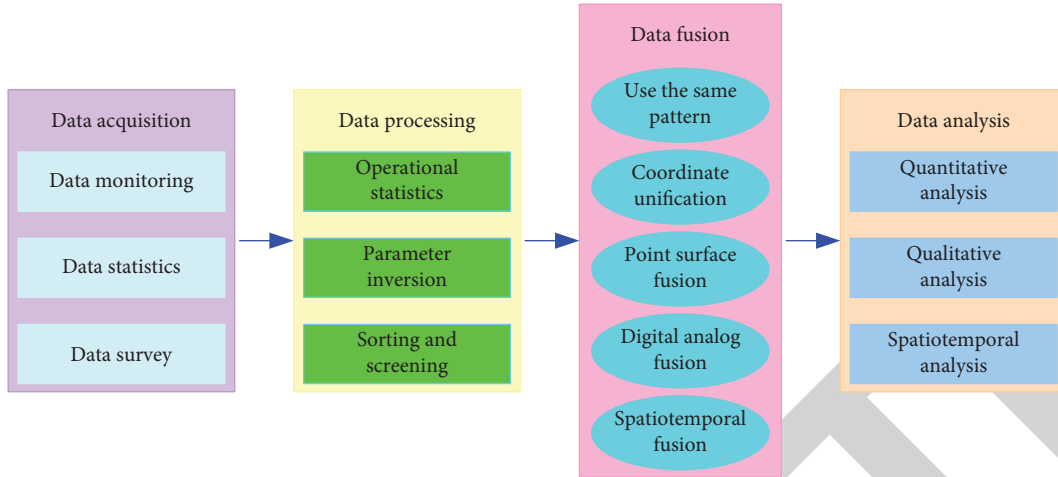 Data acquisition
Data monitoring
Data statistics
Data survey
Data processing
Operational
statistics
Parameter
inversion
Sorting and
screening
Data fusion
Use the same
pattern
Coordinate
unification
Point surface
fusion
Digital analog
fusion
Spatiotemporal
fusion
Data analysis
Quantitative
analysis
Qualitative
analysis
Spatiotemporal
analysis